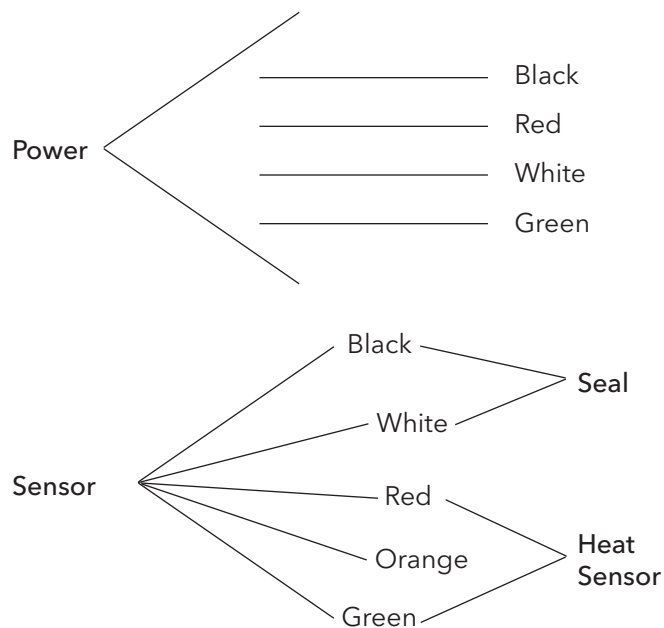 Power
Black
Red
White
Green
Sensor
Black
White
Red
Orange
Green
Seal
Heat
Sensor